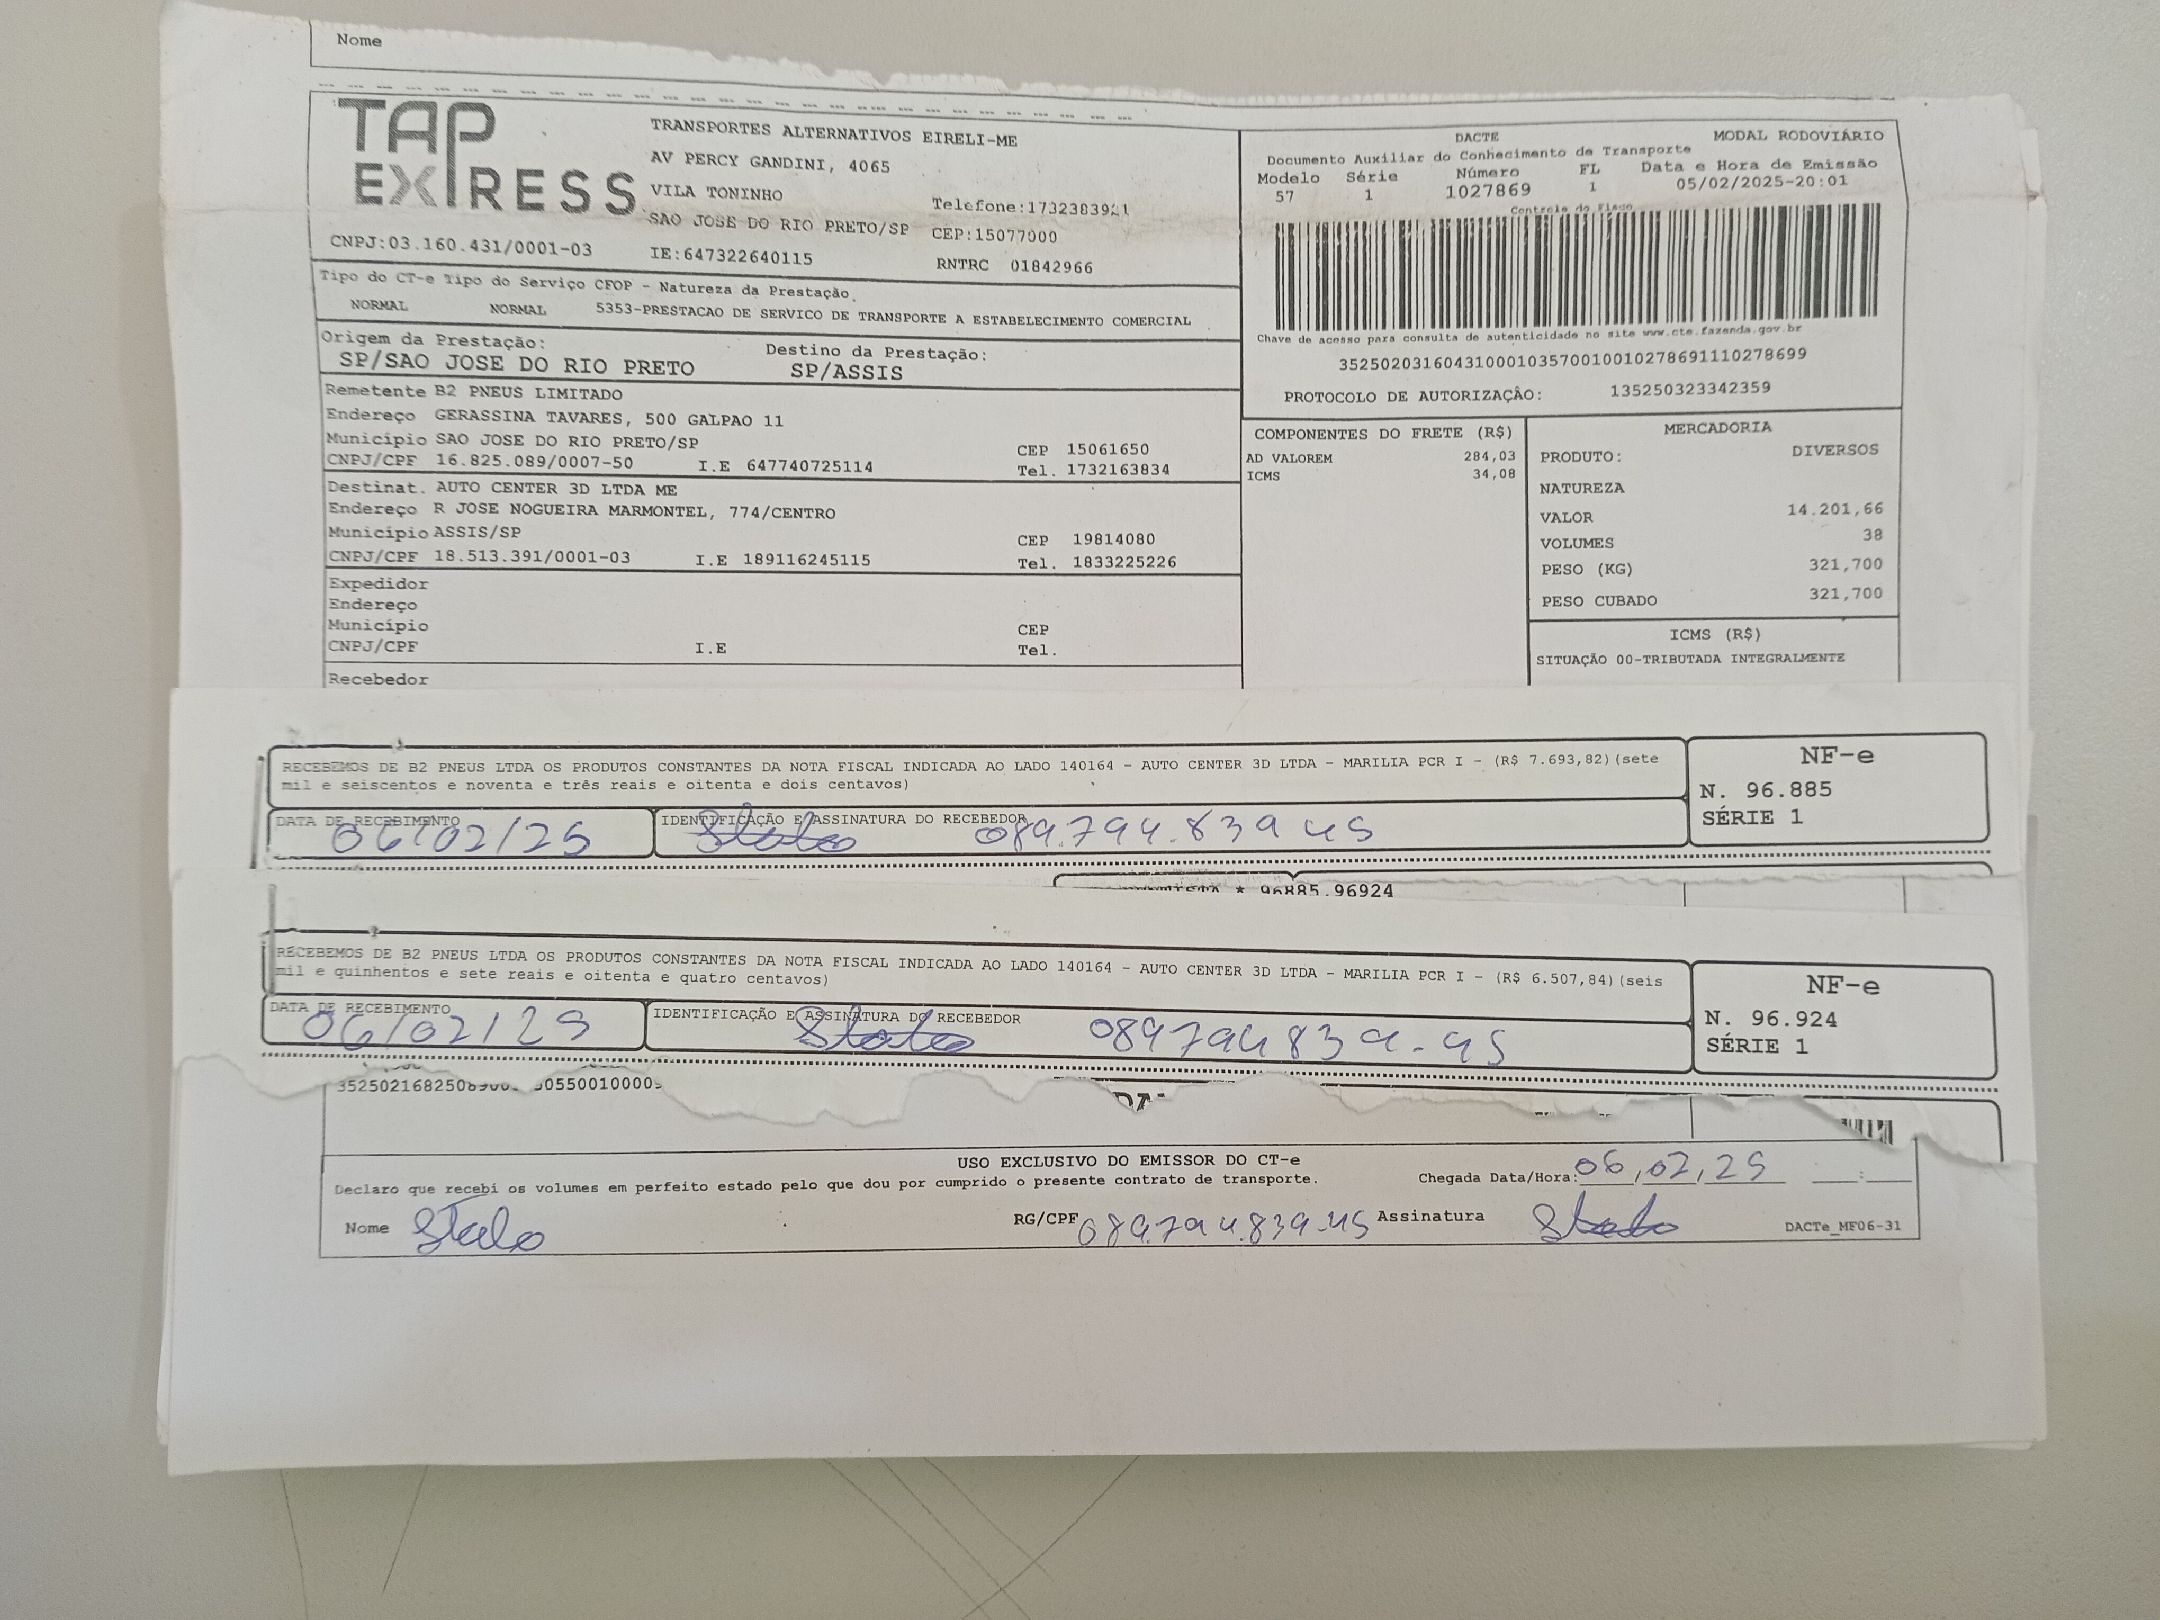 Nome
TAP EXPRESS
TRANSPORTES ALTERNATIVOS EIRELI-ME
AV PERCY GANDINI, 4065
VILA TONINHO
Telefone:1732383921
SAO JOSE DO RIO PRETO/SP CEP:15077000
CNPJ:03.160.431/0001-03 IE:647322640115 RNTRC 01842966
DACTE MODAL RODOVIÁRIO
Documento Auxiliar do Conhecimento de Transporte
Modelo Série Número FL Data e Hora de Emissão
57 1 1027869 1 05/02/2025-20:01
Controle do Fisco
Chave de acesso para consulta de autenticidade no site www.cte.fazenda.gov.br
35250203160431000103570010010278691110278699
PROTOCOLO DE AUTORIZAÇÃO: 135250323342359
Tipo do CT-e Tipo do Serviço CFOP - Natureza da Prestação
NORMAL NORMAL 5353-PRESTACAO DE SERVICO DE TRANSPORTE A ESTABELECIMENTO COMERCIAL
Origem da Prestação: Destino da Prestação:
SP/SAO JOSE DO RIO PRETO SP/ASSIS
Remetente B2 PNEUS LIMITADO
Endereço GERASSINA TAVARES, 500 GALPAO 11
Município SAO JOSE DO RIO PRETO/SP CEP 15061650
CNPJ/CPF 16.825.089/0007-50 I.E 647740725114 Tel. 1732163834
Destinat. AUTO CENTER 3D LTDA ME
Endereço R JOSE NOGUEIRA MARMONTEL, 774/CENTRO
Município ASSIS/SP CEP 19814080
CNPJ/CPF 18.513.391/0001-03 I.E 189116245115 Tel. 1833225226
Expedidor
Endereço
Município CEP
CNPJ/CPF I.E Tel.
Recebedor
COMPONENTES DO FRETE (R$)
AD VALOREM 284,03
ICMS 34,08
MERCADORIA
PRODUTO: DIVERSOS
NATUREZA
VALOR 14.201,66
VOLUMES 38
PESO (KG) 321,700
PESO CUBADO 321,700
ICMS (R$)
SITUAÇÃO 00-TRIBUTADA INTEGRALMENTE
RECEBEMOS DE B2 PNEUS LTDA OS PRODUTOS CONSTANTES DA NOTA FISCAL INDICADA AO LADO 140164 - AUTO CENTER 3D LTDA - MARILIA PCR I - (R$ 7.693,82)(sete
mil e seiscentos e noventa e três reais e oitenta e dois centavos)
DATA DE RECEBIMENTO IDENTIFICAÇÃO E ASSINATURA DO RECEBEDOR
06/02/25 089.794.839 45
NF-e
N. 96.885
SÉRIE 1
* 96885.96924
RECEBEMOS DE B2 PNEUS LTDA OS PRODUTOS CONSTANTES DA NOTA FISCAL INDICADA AO LADO 140164 - AUTO CENTER 3D LTDA - MARILIA PCR I - (R$ 6.507,84)(seis
mil e quinhentos e sete reais e oitenta e quatro centavos)
DATA DE RECEBIMENTO IDENTIFICAÇÃO E ASSINATURA DO RECEBEDOR
06/02/25 089794839-45
NF-e
N. 96.924
SÉRIE 1
USO EXCLUSIVO DO EMISSOR DO CT-e
Declaro que recebi os volumes em perfeito estado pelo que dou por cumprido o presente contrato de transporte. Chegada Data/Hora: 06/02/25
Nome RG/CPF 089.794.839.45 Assinatura DACTe_MF06-31